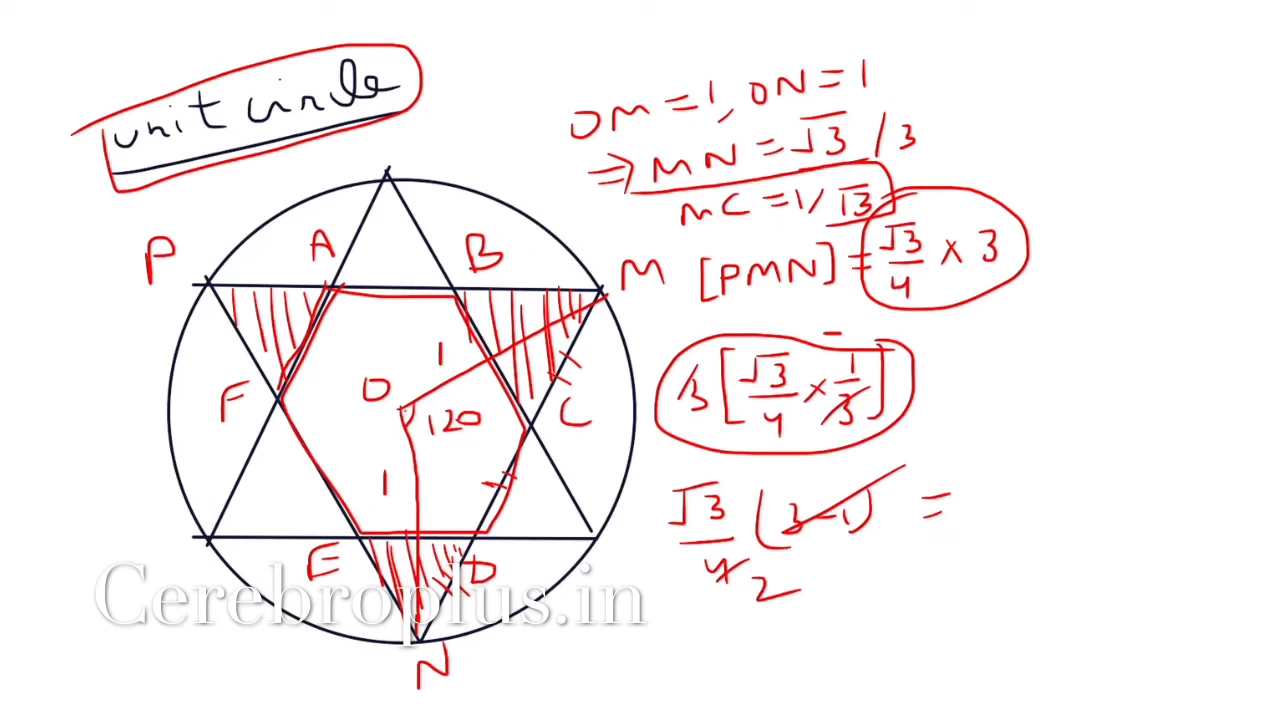 unit circle
OM = 1, ON = 1
⇒ MN = √3 / 3
MC = 1/√3
P A B M [PMN] = √3/4 × 3
3 [√3/4 × 1/3]
1
F O 120 C
1
√3/4 (3-1) =
2
E D
Cerebroplus.in
N